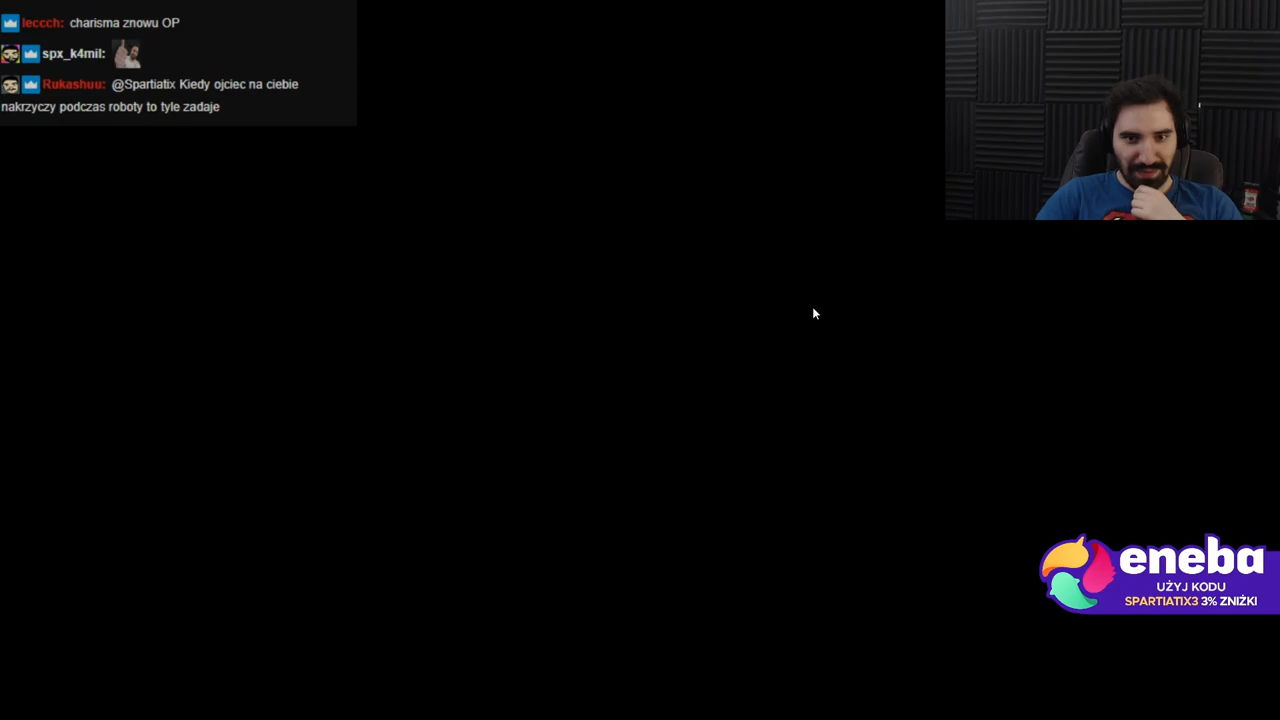 leccch: charisma znowu OP
spx_k4mil:
Rukashuu: @Spartiatix Kiedy ojciec na ciebie
nakrzyczy podczas roboty to tyle zadaje
eneba
UŻYJ KODU
SPARTIATIX3 3% ZNIŻKI